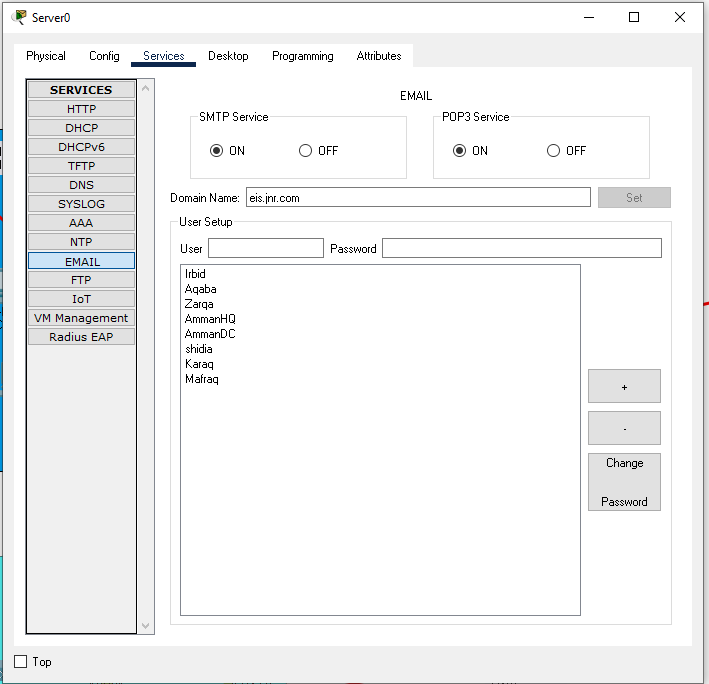 Server0
Physical Config Services Desktop Programming Attributes
SERVICES
HTTP
DHCP
DHCPv6
TFTP
DNS
SYSLOG
AAA
NTP
EMAIL
FTP
IoT
VM Management
Radius EAP
EMAIL
SMTP Service
ON OFF
POP3 Service
ON OFF
Domain Name: eis.jnr.com Set
User Setup
User Password
Irbid
Aqaba
Zarqa
AmmanHQ
AmmanDC
shidia
Karaq
Mafraq
+
-
Change
Password
Top